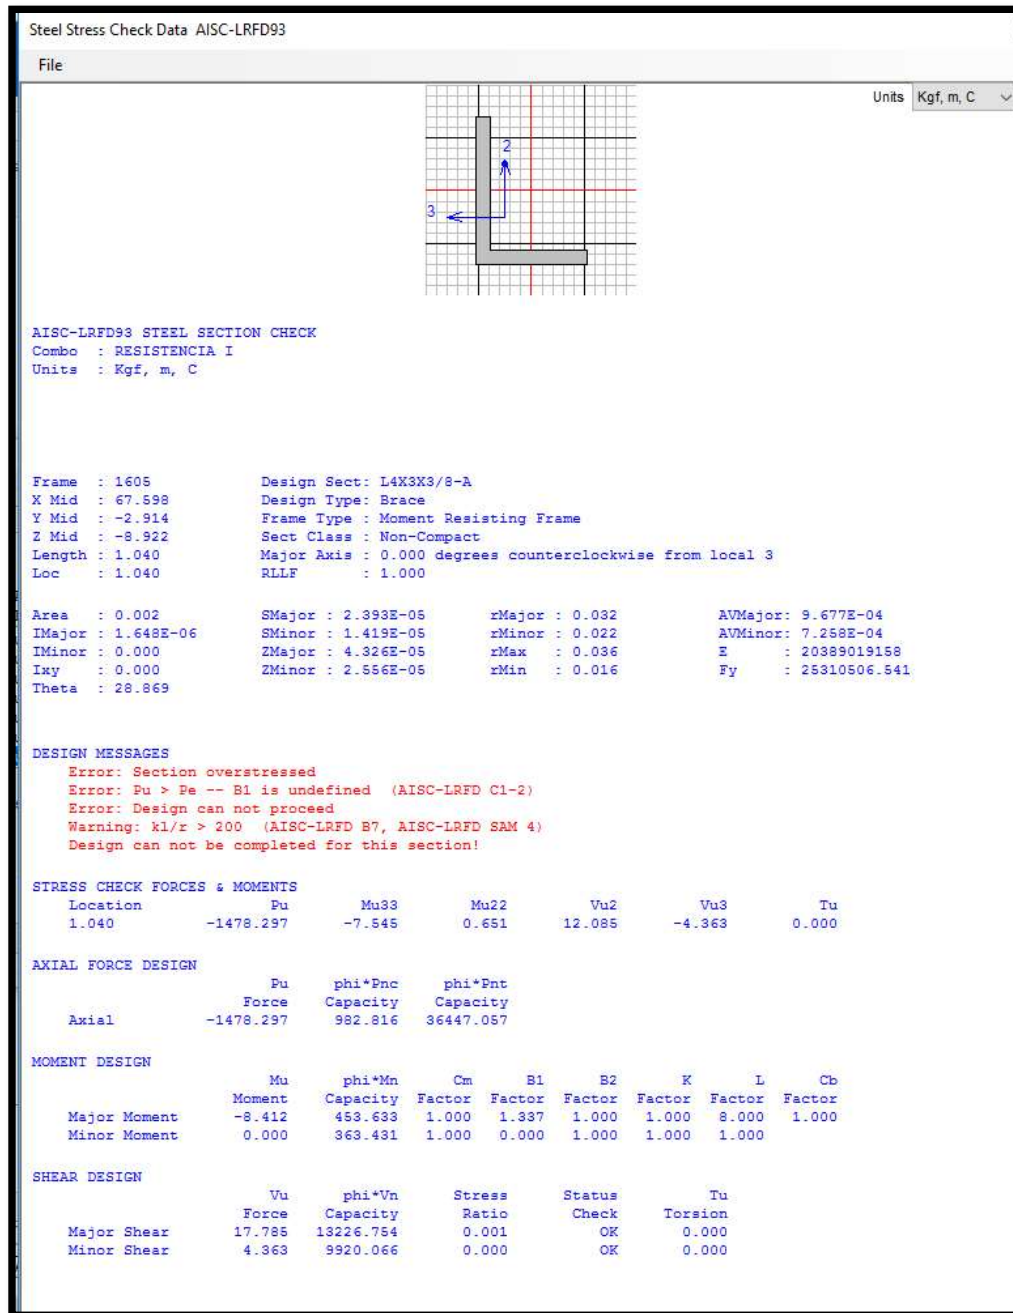 Steel Stress Check Data AISC-LRFD93
File
Units Kgf, m, C
2
3
AISC-LRFD93 STEEL SECTION CHECK
Combo : RESISTENCIA I
Units : Kgf, m, C
Frame : 1605 Design Sect: L4X3X3/8-A
X Mid : 67.598 Design Type: Brace
Y Mid : -2.914 Frame Type : Moment Resisting Frame
Z Mid : -8.922 Sect Class : Non-Compact
Length : 1.040 Major Axis : 0.000 degrees counterclockwise from local 3
Loc : 1.040 RLLF : 1.000
Area : 0.002 SMajor : 2.393E-05 rMajor : 0.032 AVMajor: 9.677E-04
IMajor : 1.648E-06 SMinor : 1.419E-05 rMinor : 0.022 AVMinor: 7.258E-04
IMinor : 0.000 ZMajor : 4.326E-05 rMax : 0.036 E : 20389019158
Ixy : 0.000 ZMinor : 2.556E-05 rMin : 0.016 Fy : 25310506.541
Theta : 28.869
DESIGN MESSAGES
Error: Section overstressed
Error: Pu > Pe -- B1 is undefined (AISC-LRFD C1-2)
Error: Design can not proceed
Warning: kl/r > 200 (AISC-LRFD B7, AISC-LRFD SAM 4)
Design can not be completed for this section!
STRESS CHECK FORCES & MOMENTS
Location Pu Mu33 Mu22 Vu2 Vu3 Tu
1.040 -1478.297 -7.545 0.651 12.085 -4.363 0.000
AXIAL FORCE DESIGN
Pu phi*Pnc phi*Pnt
Force Capacity Capacity
Axial -1478.297 982.816 36447.057
MOMENT DESIGN
Mu phi*Mn Cm B1 B2 K L Cb
Moment Capacity Factor Factor Factor Factor Factor Factor
Major Moment -8.412 453.633 1.000 1.337 1.000 1.000 8.000 1.000
Minor Moment 0.000 363.431 1.000 0.000 1.000 1.000 1.000
SHEAR DESIGN
Vu phi*Vn Stress Status Tu
Force Capacity Ratio Check Torsion
Major Shear 17.785 13226.754 0.001 OK 0.000
Minor Shear 4.363 9920.066 0.000 OK 0.000